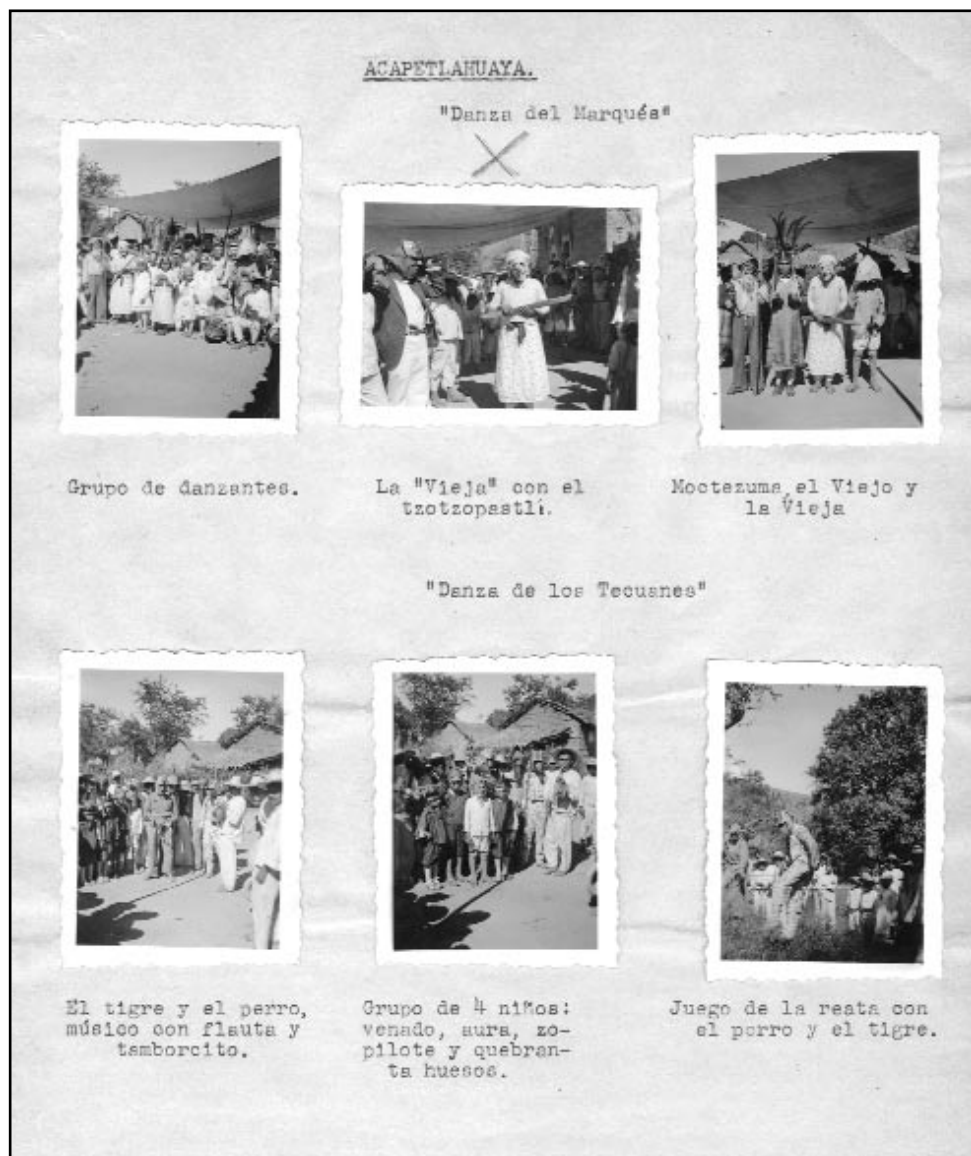 ACAPETLAHUAYA.
"Danza del Marqués"
Grupo de danzantes.
La "Vieja" con el
tzotzopastli.
Moctezuma, el Viejo y
la Vieja
"Danza de los Tecuanes"
El tigre y el perro,
músico con flauta y
tamborcito.
Grupo de 4 niños:
venado, aura, zo-
pilote y quebran-
ta huesos.
Juego de la reata con
el perro y el tigre.